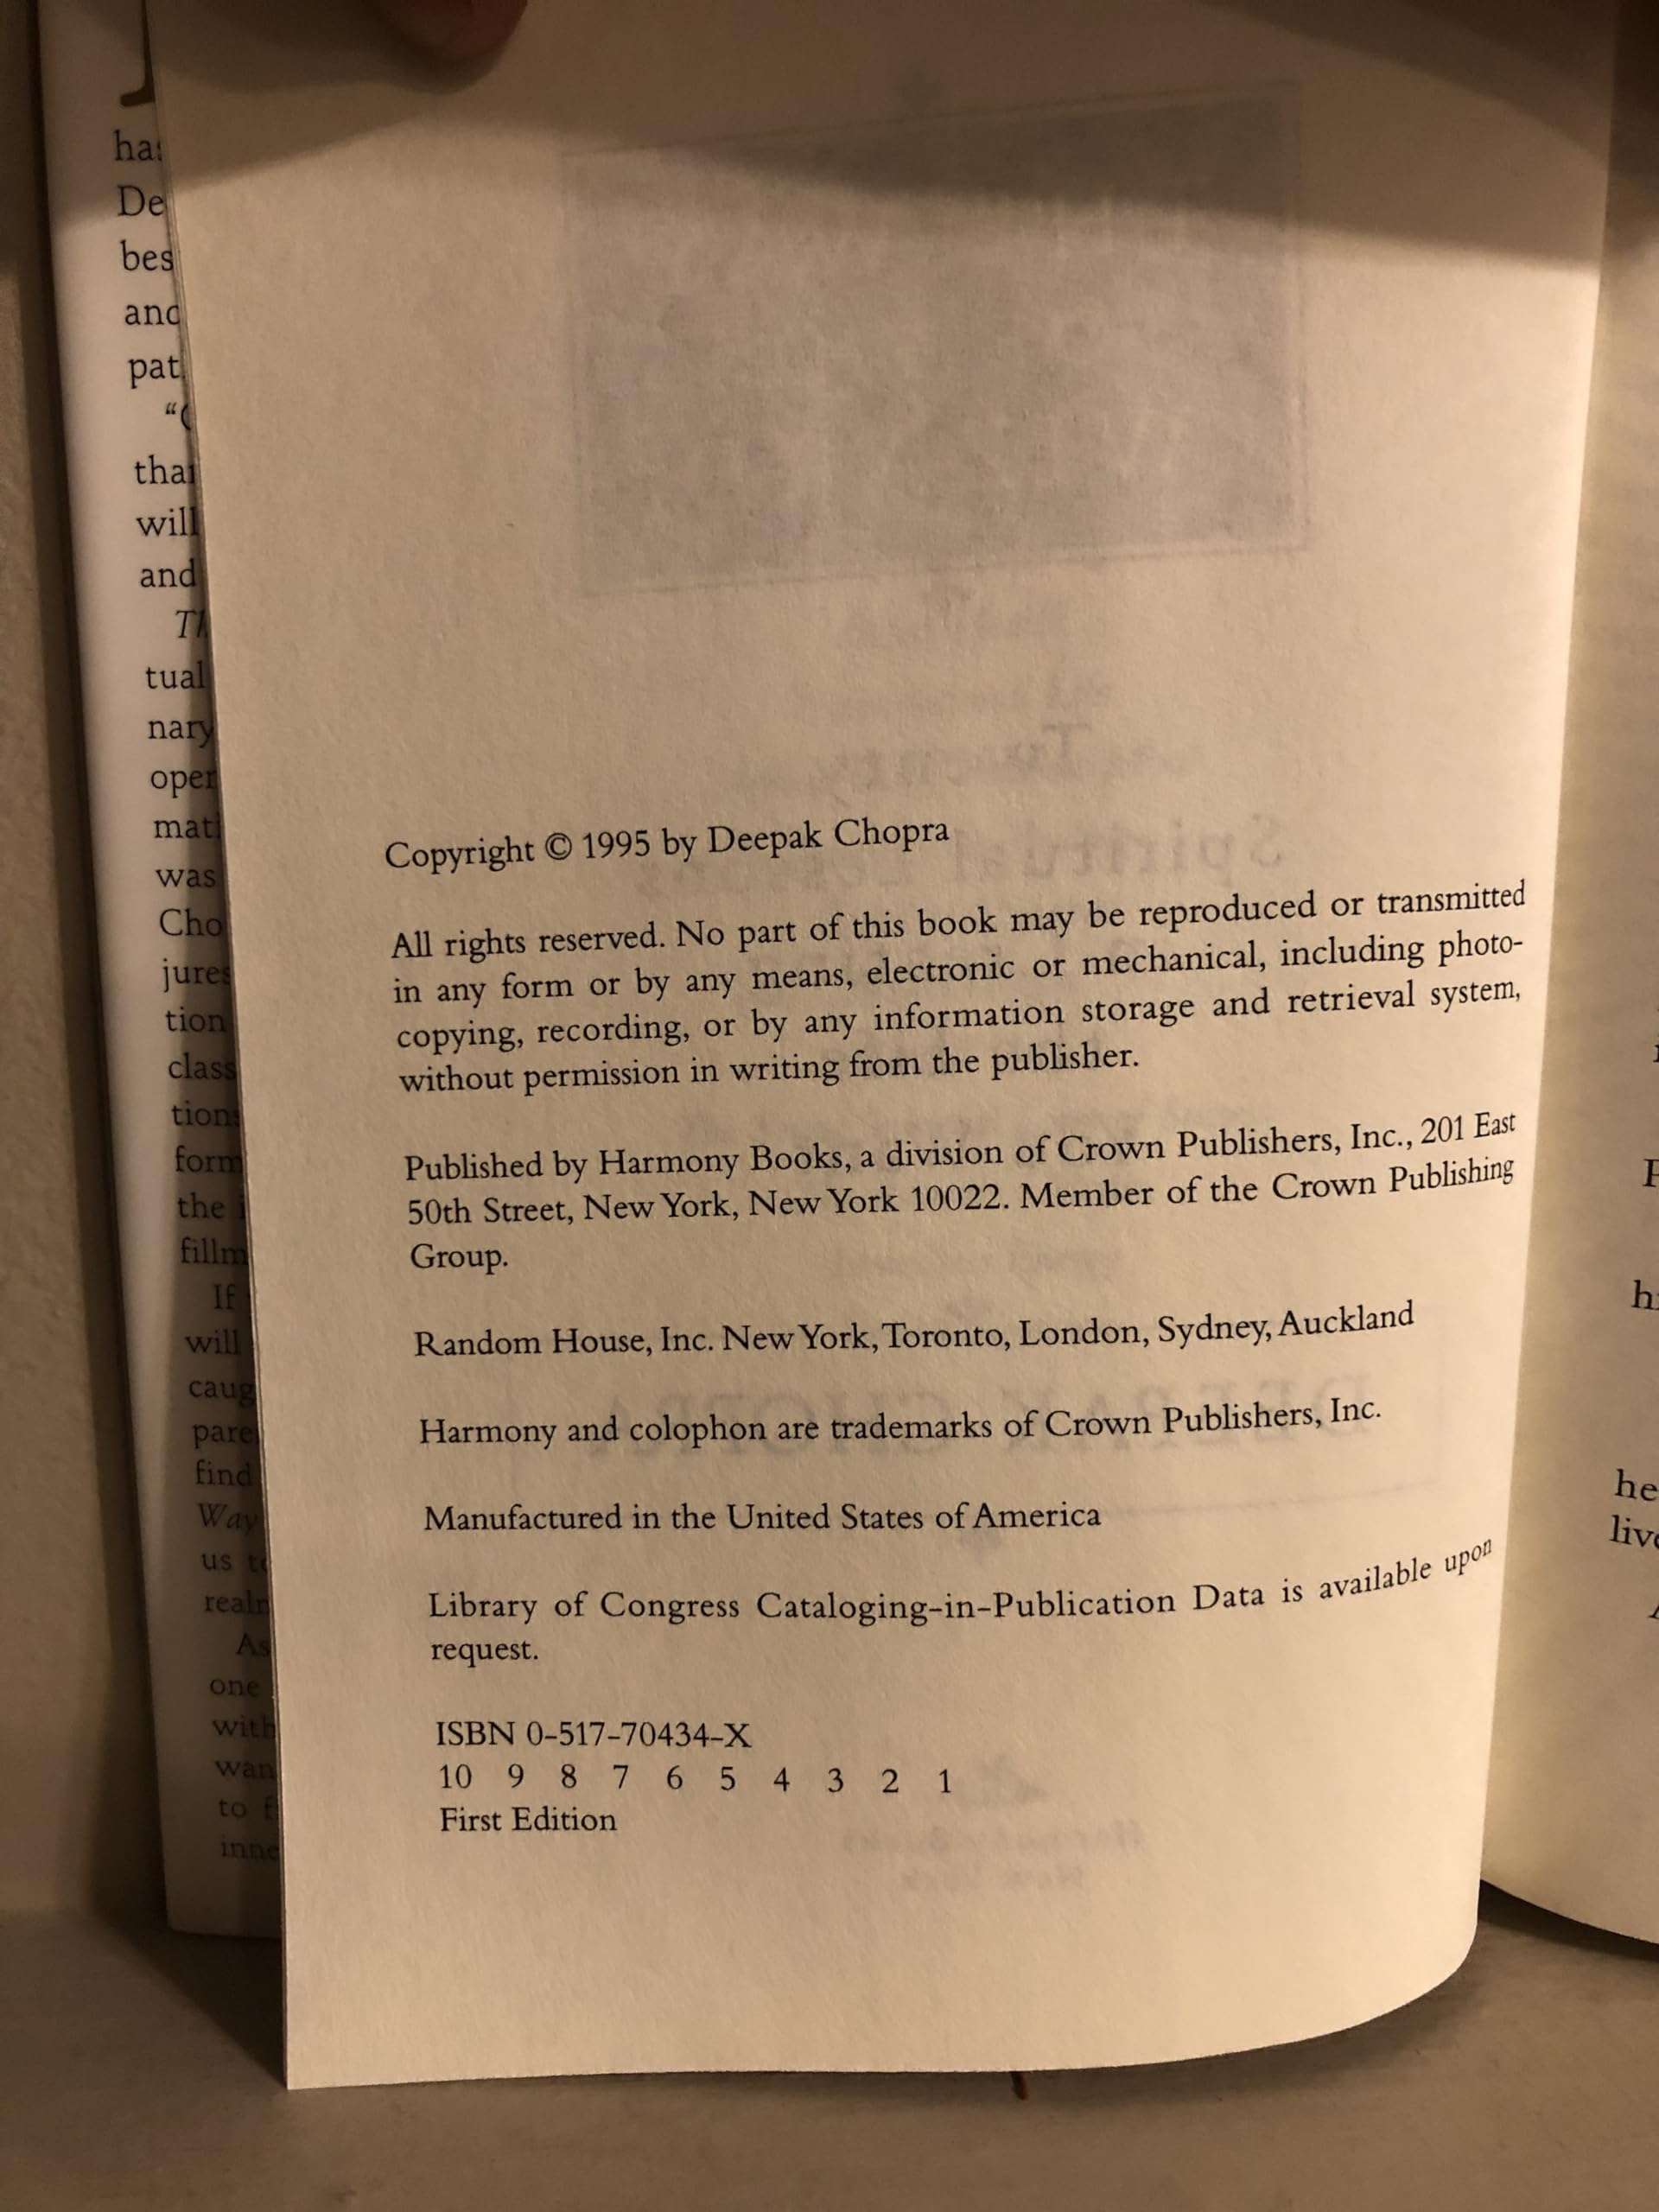 Copyright © 1995 by Deepak Chopra
All rights reserved. No part of this book may be reproduced or transmitted
in any form or by any means, electronic or mechanical, including photo-
copying, recording, or by any information storage and retrieval system,
without permission in writing from the publisher.
Published by Harmony Books, a division of Crown Publishers, Inc., 201 East
50th Street, New York, New York 10022. Member of the Crown Publishing
Group.
Random House, Inc. New York, Toronto, London, Sydney, Auckland
Harmony and colophon are trademarks of Crown Publishers, Inc.
Manufactured in the United States of America
Library of Congress Cataloging-in-Publication Data is available upon
request.
ISBN 0-517-70434-X
10 9 8 7 6 5 4 3 2 1
First Edition